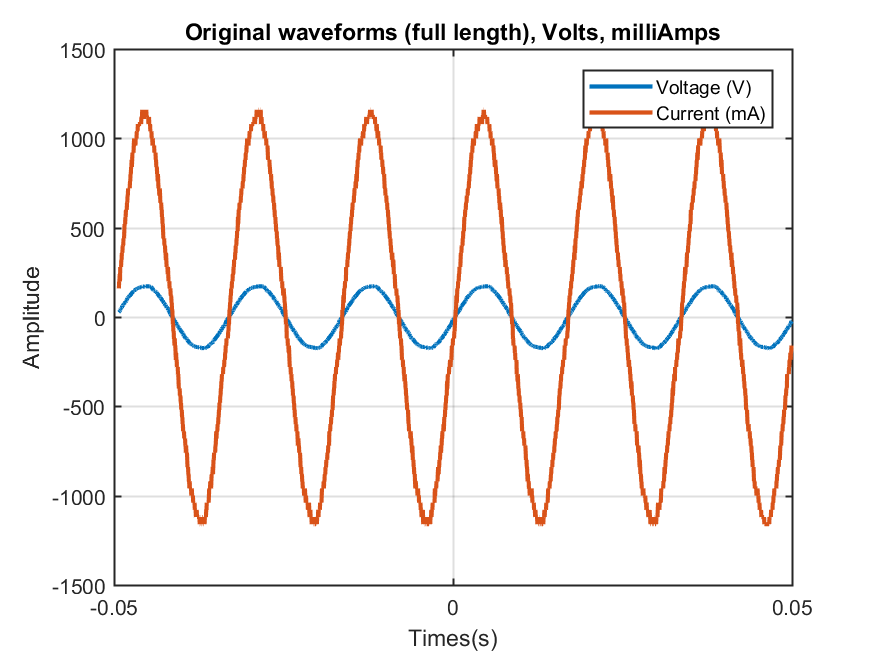 Original waveforms (full length), Volts, milliAmps
1500
Voltage (V)
Current (mA)
1000
500
0
-500
-1000
-1500
Amplitude
-0.05
0
0.05
Times(s)